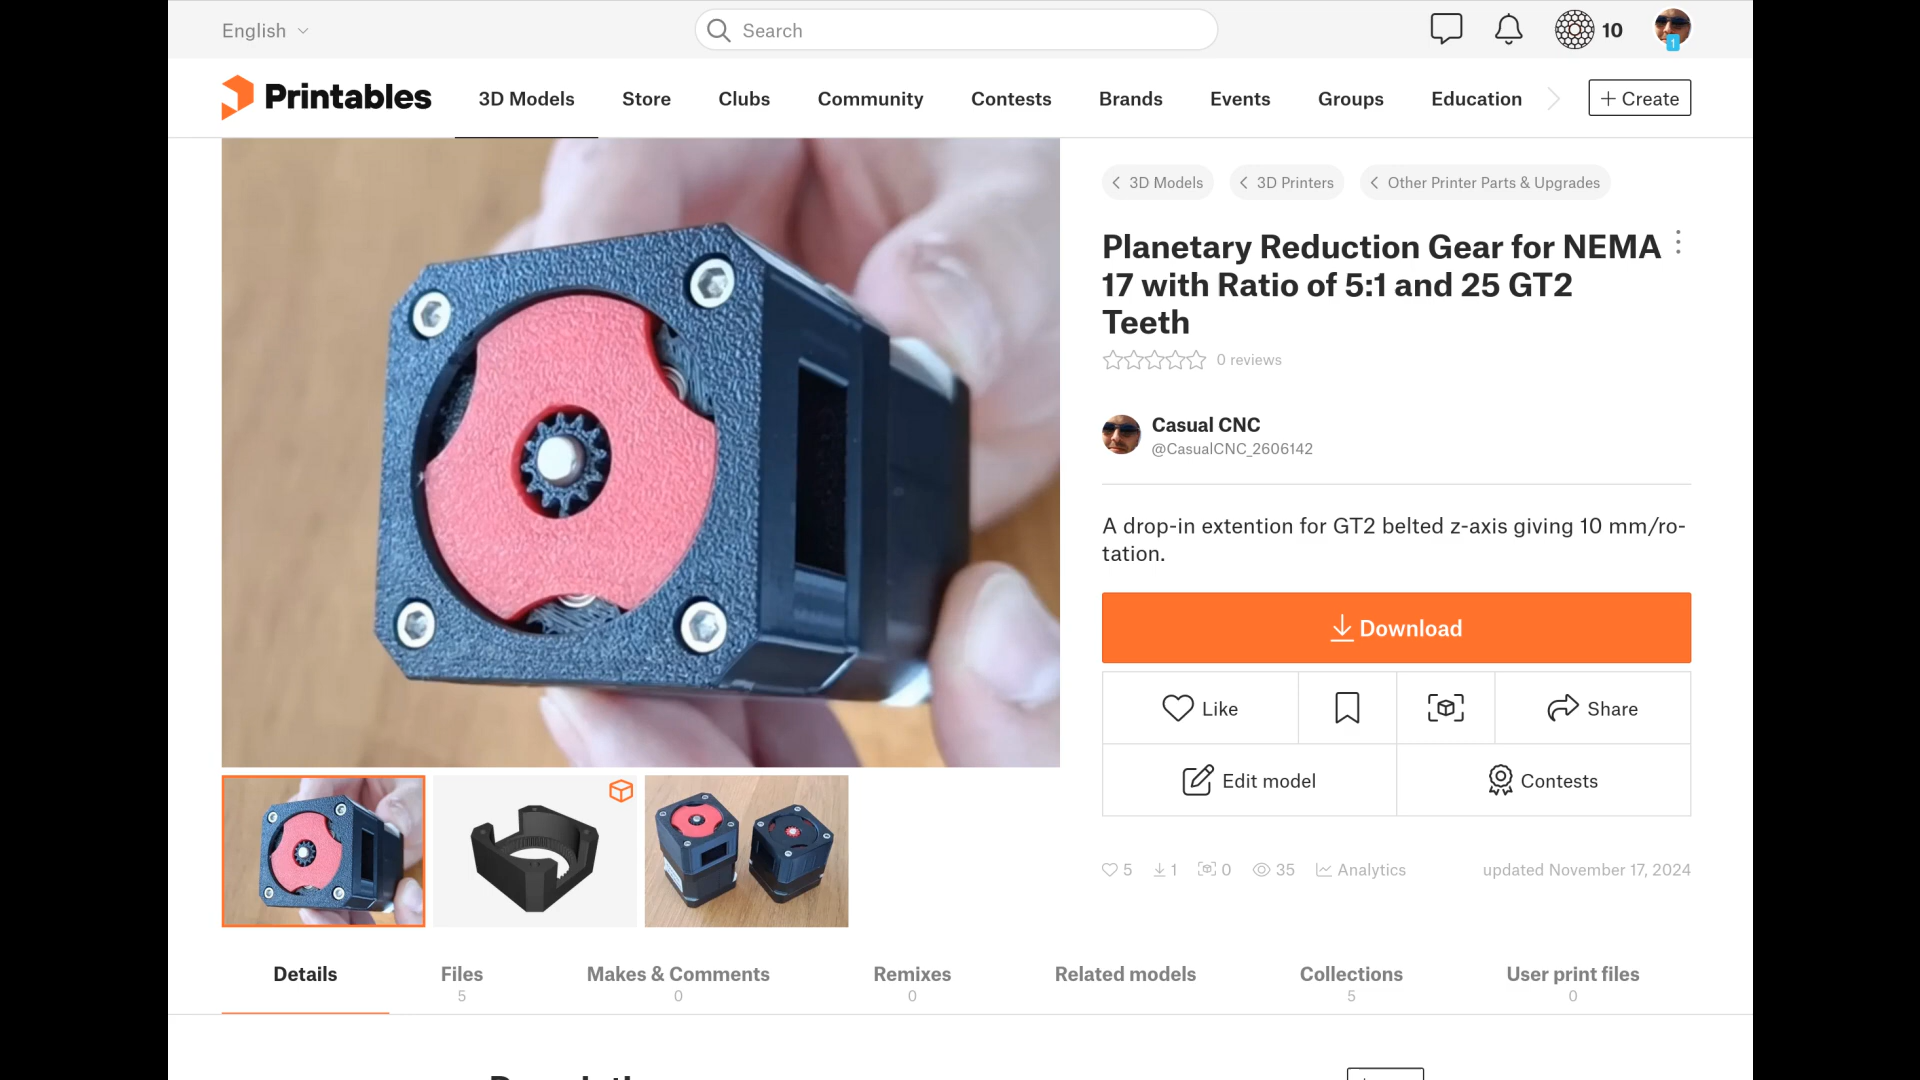 English
Search
10
1
Printables
3D Models
Store
Clubs
Community
Contests
Brands
Events
Groups
Education
+ Create
3D Models
3D Printers
Other Printer Parts & Upgrades
Planetary Reduction Gear for NEMA
17 with Ratio of 5:1 and 25 GT2
Teeth
0 reviews
Casual CNC
@CasualCNC_2606142
A drop-in extention for GT2 belted z-axis giving 10 mm/ro-
tation.
Download
Like
Share
Edit model
Contests
5
1
0
35
Analytics
updated November 17, 2024
Details
Files
5
Makes & Comments
0
Remixes
0
Related models
Collections
5
User print files
0